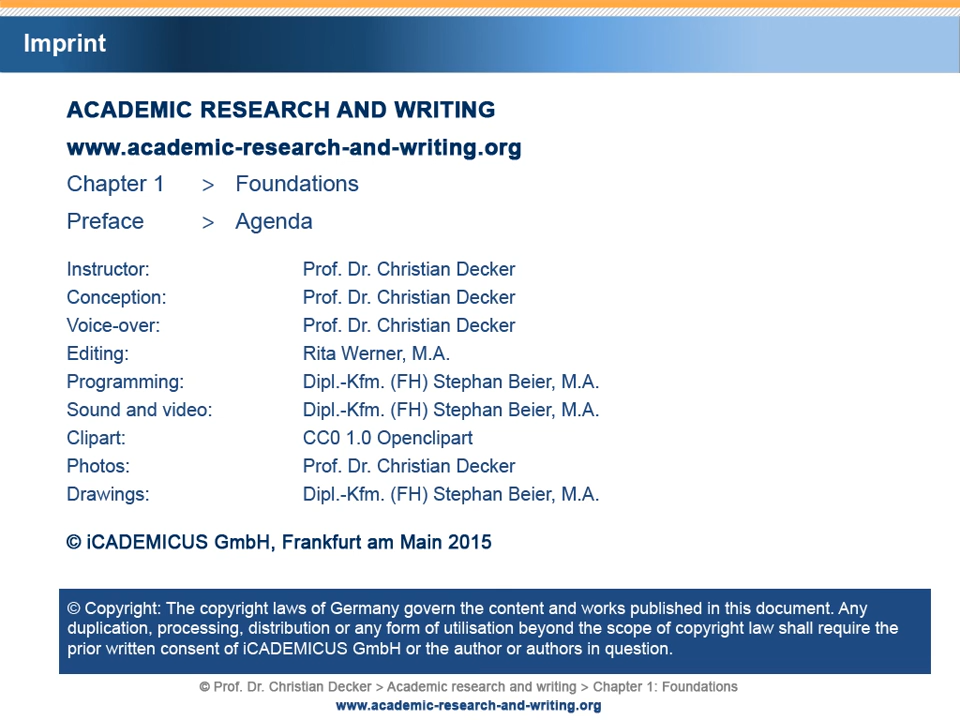 Imprint
ACADEMIC RESEARCH AND WRITING
www.academic-research-and-writing.org
Chapter 1 > Foundations
Preface > Agenda
Instructor: Prof. Dr. Christian Decker
Conception: Prof. Dr. Christian Decker
Voice-over: Prof. Dr. Christian Decker
Editing: Rita Werner, M.A.
Programming: Dipl.-Kfm. (FH) Stephan Beier, M.A.
Sound and video: Dipl.-Kfm. (FH) Stephan Beier, M.A.
Clipart: CC0 1.0 Openclipart
Photos: Prof. Dr. Christian Decker
Drawings: Dipl.-Kfm. (FH) Stephan Beier, M.A.
© iCADEMICUS GmbH, Frankfurt am Main 2015
© Copyright: The copyright laws of Germany govern the content and works published in this document. Any
duplication, processing, distribution or any form of utilisation beyond the scope of copyright law shall require the
prior written consent of iCADEMICUS GmbH or the author or authors in question.
© Prof. Dr. Christian Decker > Academic research and writing > Chapter 1: Foundations
www.academic-research-and-writing.org